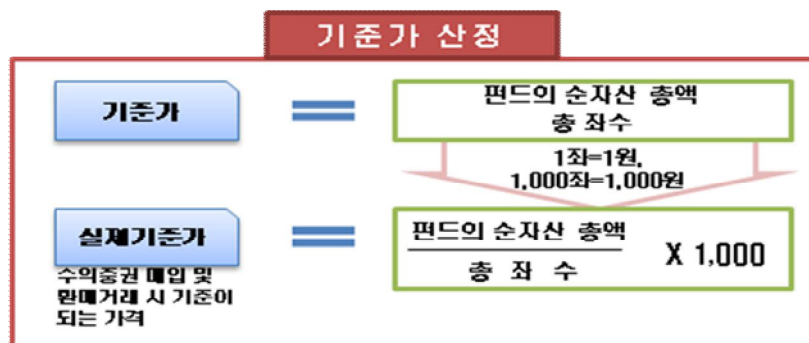 기준가 산정
기준가
펀드의 순자산 총액
총 좌수
1좌=1원,
1,000좌=1,000원
실제기준가
펀드의 순자산 총액
총 좌 수
X 1,000
수익증권 매입 및
환매거래 시 기준이
되는 가격